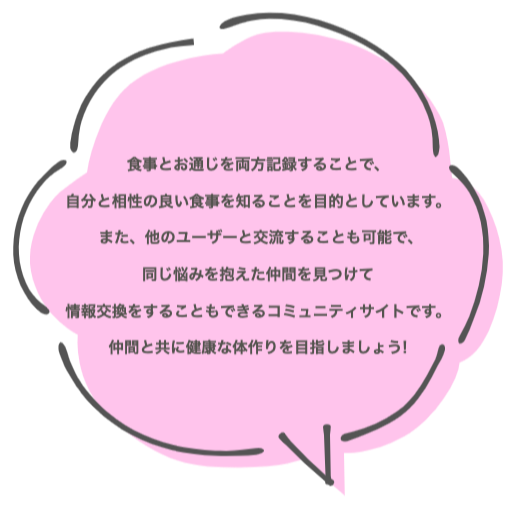 食事とお通じを両方記録することで、
自分と相性の良い食事を知ることを目的としています。
また、他のユーザーと交流することも可能で、
同じ悩みを抱えた仲間を見つけて
情報交換をすることもできるコミュニティサイトです。
仲間と共に健康な体作りを目指しましょう!